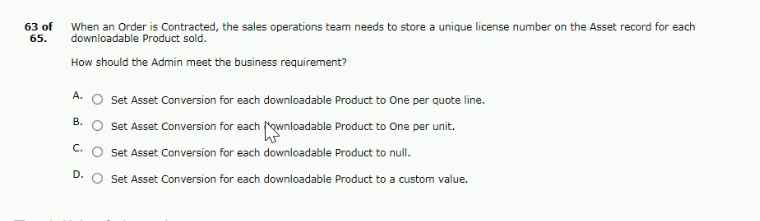 63 of When an Order is Contracted, the sales operations team needs to store a unique license number on the Asset record for each
65. downloadable Product sold.
How should the Admin meet the business requirement?
A. Set Asset Conversion for each downloadable Product to One per quote line.
B. Set Asset Conversion for each downloadable Product to One per unit.
C. Set Asset Conversion for each downloadable Product to null.
D. Set Asset Conversion for each downloadable Product to a custom value.